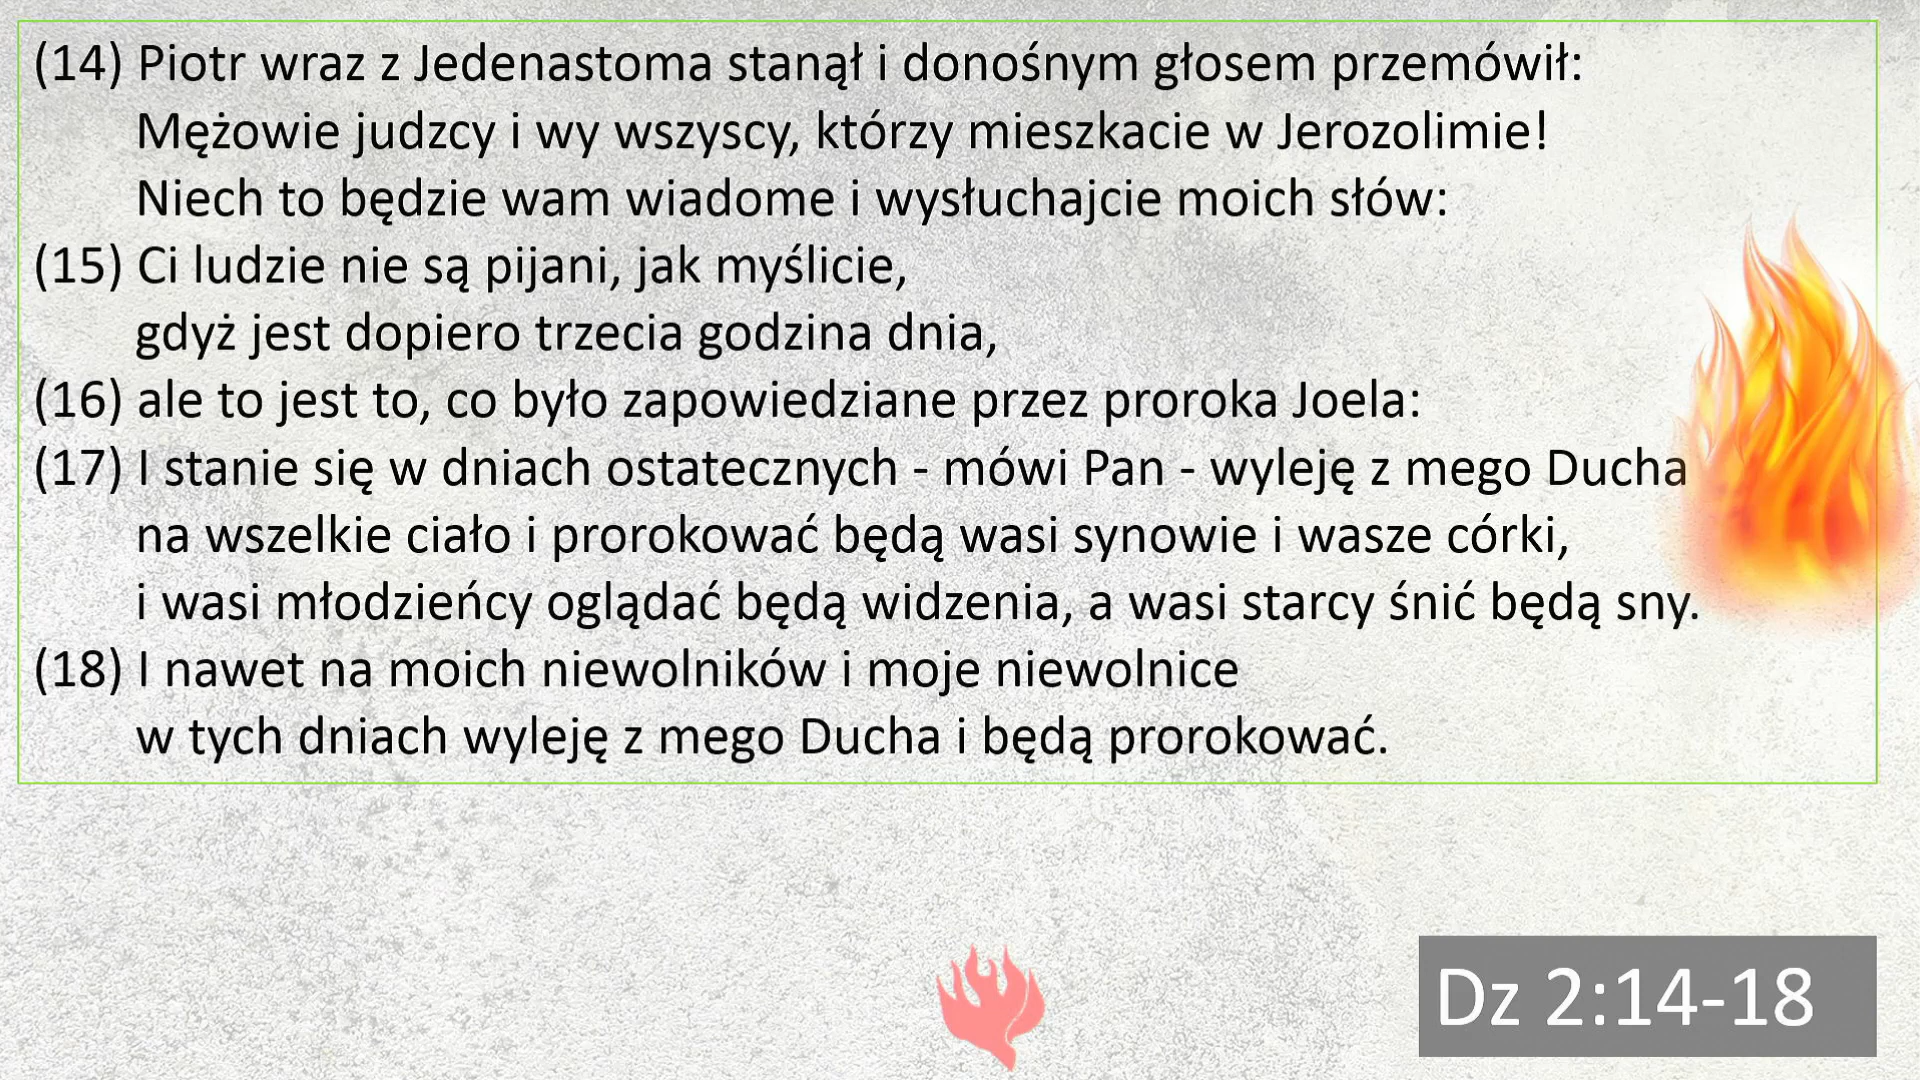 (14) Piotr wraz z Jedenastoma stanął i donośnym głosem przemówił:
Mężowie judzcy i wy wszyscy, którzy mieszkacie w Jerozolimie!
Niech to będzie wam wiadome i wysłuchajcie moich słów:
(15) Ci ludzie nie są pijani, jak myślicie,
gdyż jest dopiero trzecia godzina dnia,
(16) ale to jest to, co było zapowiedziane przez proroka Joela:
(17) I stanie się w dniach ostatecznych - mówi Pan - wyleję z mego Ducha
na wszelkie ciało i prorokować będą wasi synowie i wasze córki,
i wasi młodzieńcy oglądać będą widzenia, a wasi starcy śnić będą sny.
(18) I nawet na moich niewolników i moje niewolnice
w tych dniach wyleję z mego Ducha i będą prorokować.
Dz 2:14-18